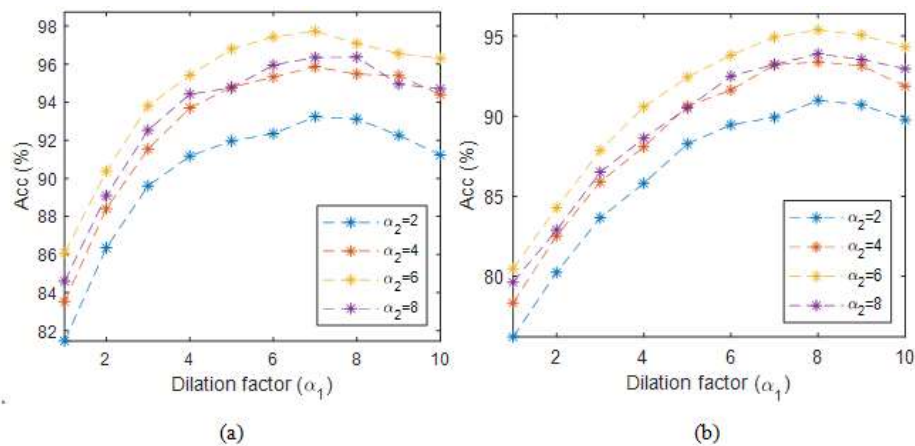 98
96
94
92
90
88
86
84
82
Acc (%)
α2=2
α2=4
α2=6
α2=8
2 4 6 8 10
Dilation factor (α1)
(a)
95
90
85
80
Acc (%)
α2=2
α2=4
α2=6
α2=8
2 4 6 8 10
Dilation factor (α1)
(b)